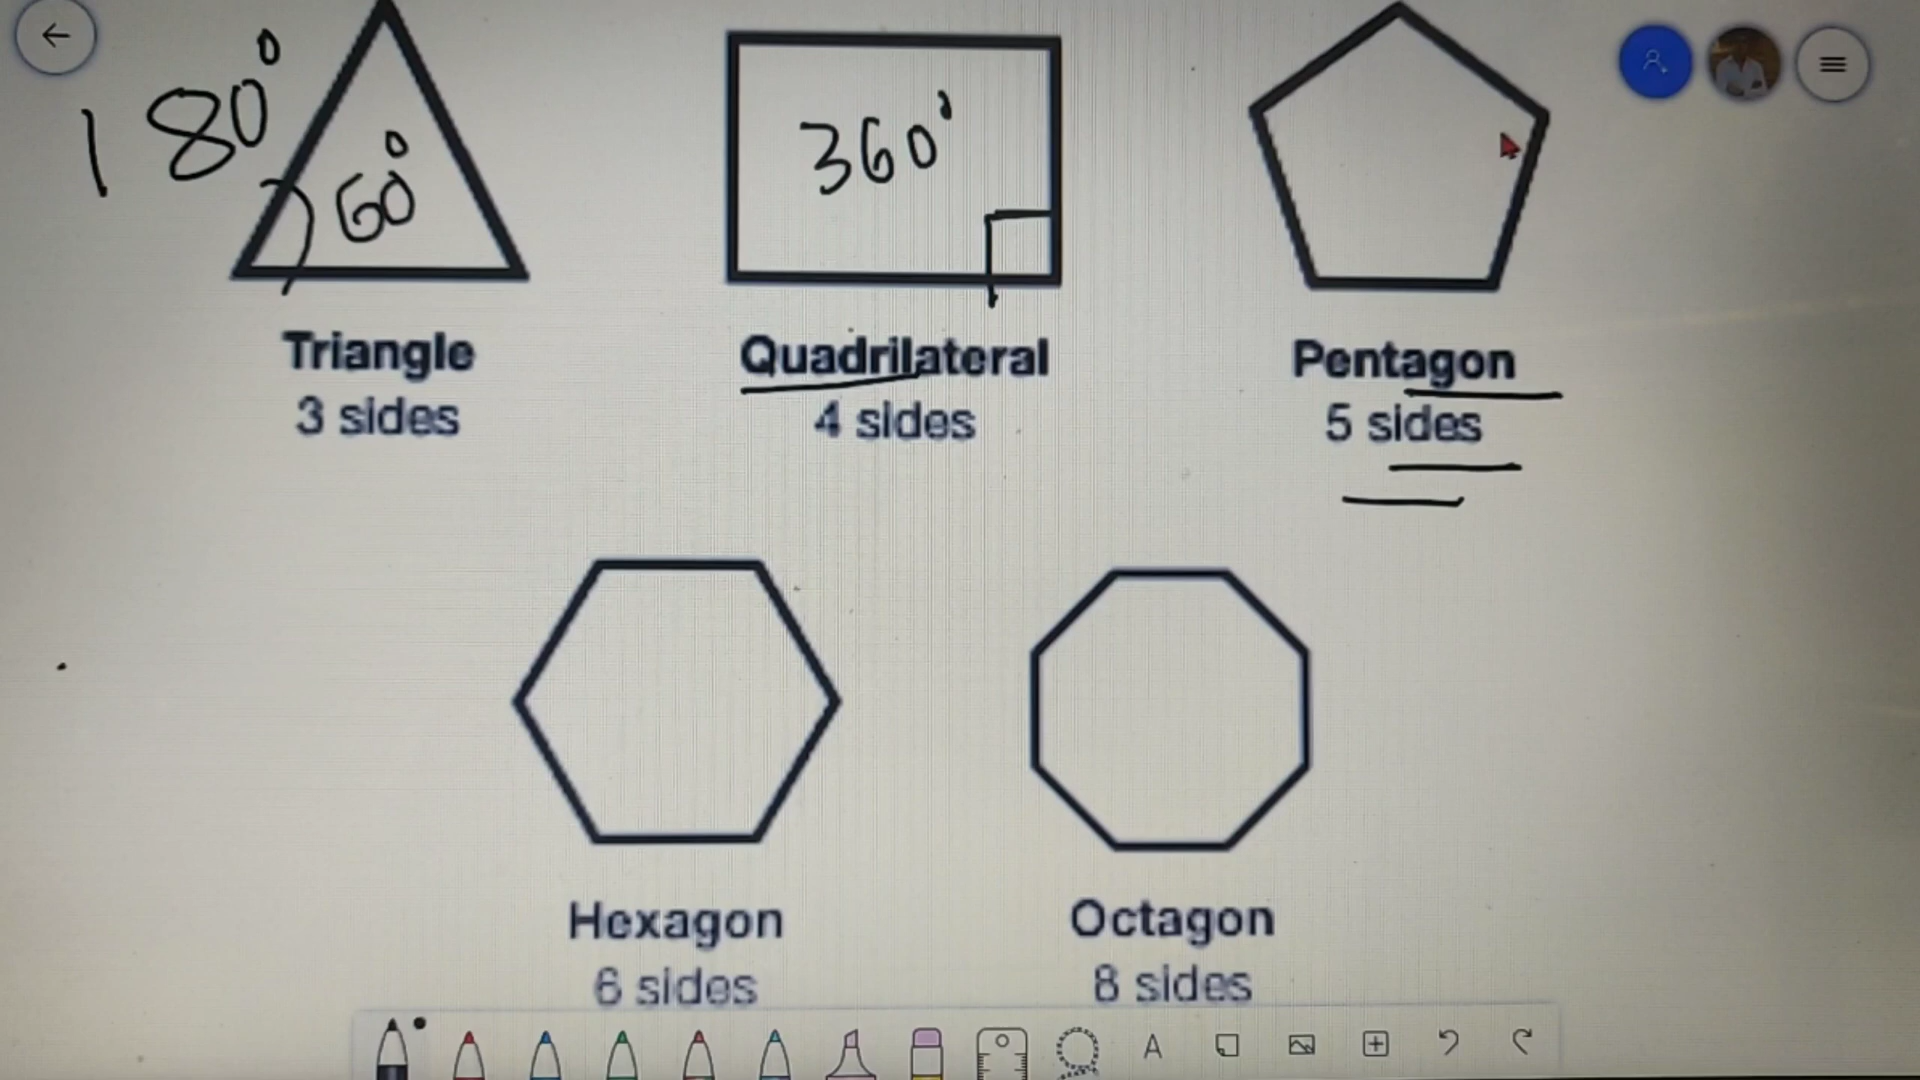 180°
60°
360°
Triangle
3 sides
Quadrilateral
4 sides
Pentagon
5 sides
Hexagon
6 sides
Octagon
8 sides
A